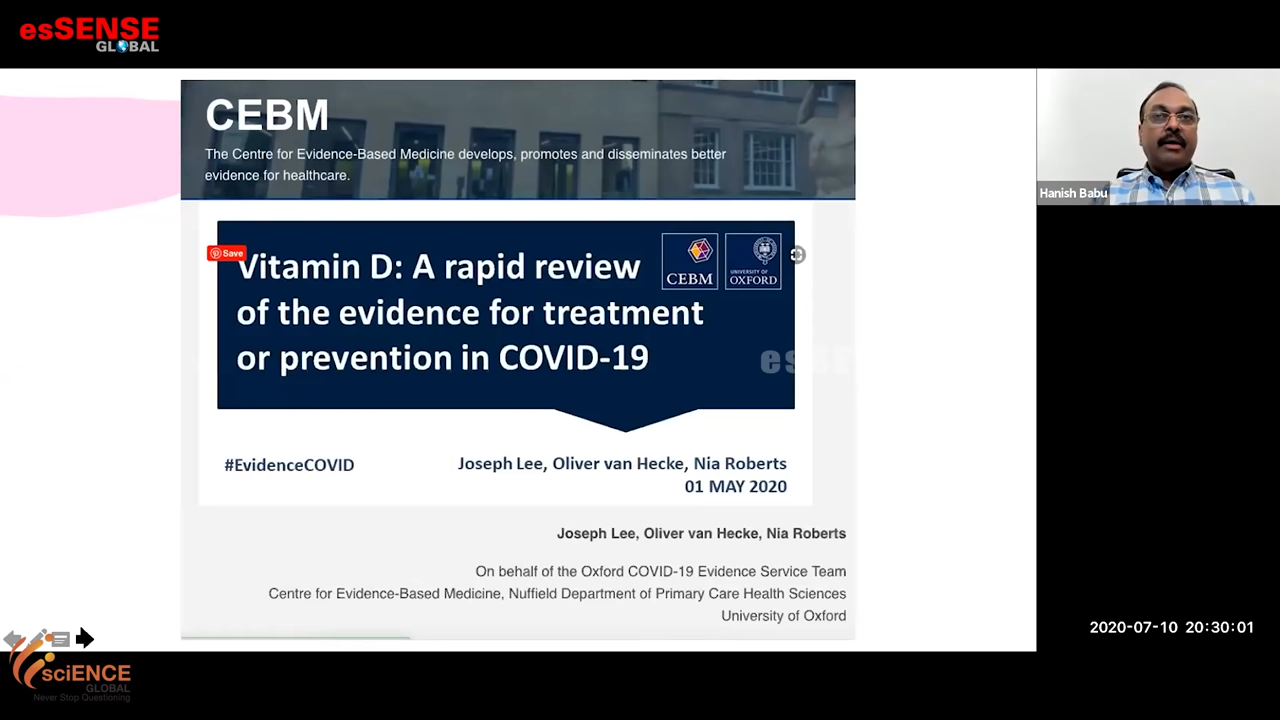 esSENSE
GLOBAL
CEBM
The Centre for Evidence-Based Medicine develops, promotes and disseminates better
evidence for healthcare.
Hanish Babu
Save
Vitamin D: A rapid review
of the evidence for treatment
or prevention in COVID-19
CEBM
UNIVERSITY OF
OXFORD
#EvidenceCOVID
Joseph Lee, Oliver van Hecke, Nia Roberts
01 MAY 2020
Joseph Lee, Oliver van Hecke, Nia Roberts
On behalf of the Oxford COVID-19 Evidence Service Team
Centre for Evidence-Based Medicine, Nuffield Department of Primary Care Health Sciences
University of Oxford
2020-07-10 20:30:01
sciENCE
GLOBAL
Never Stop Questioning